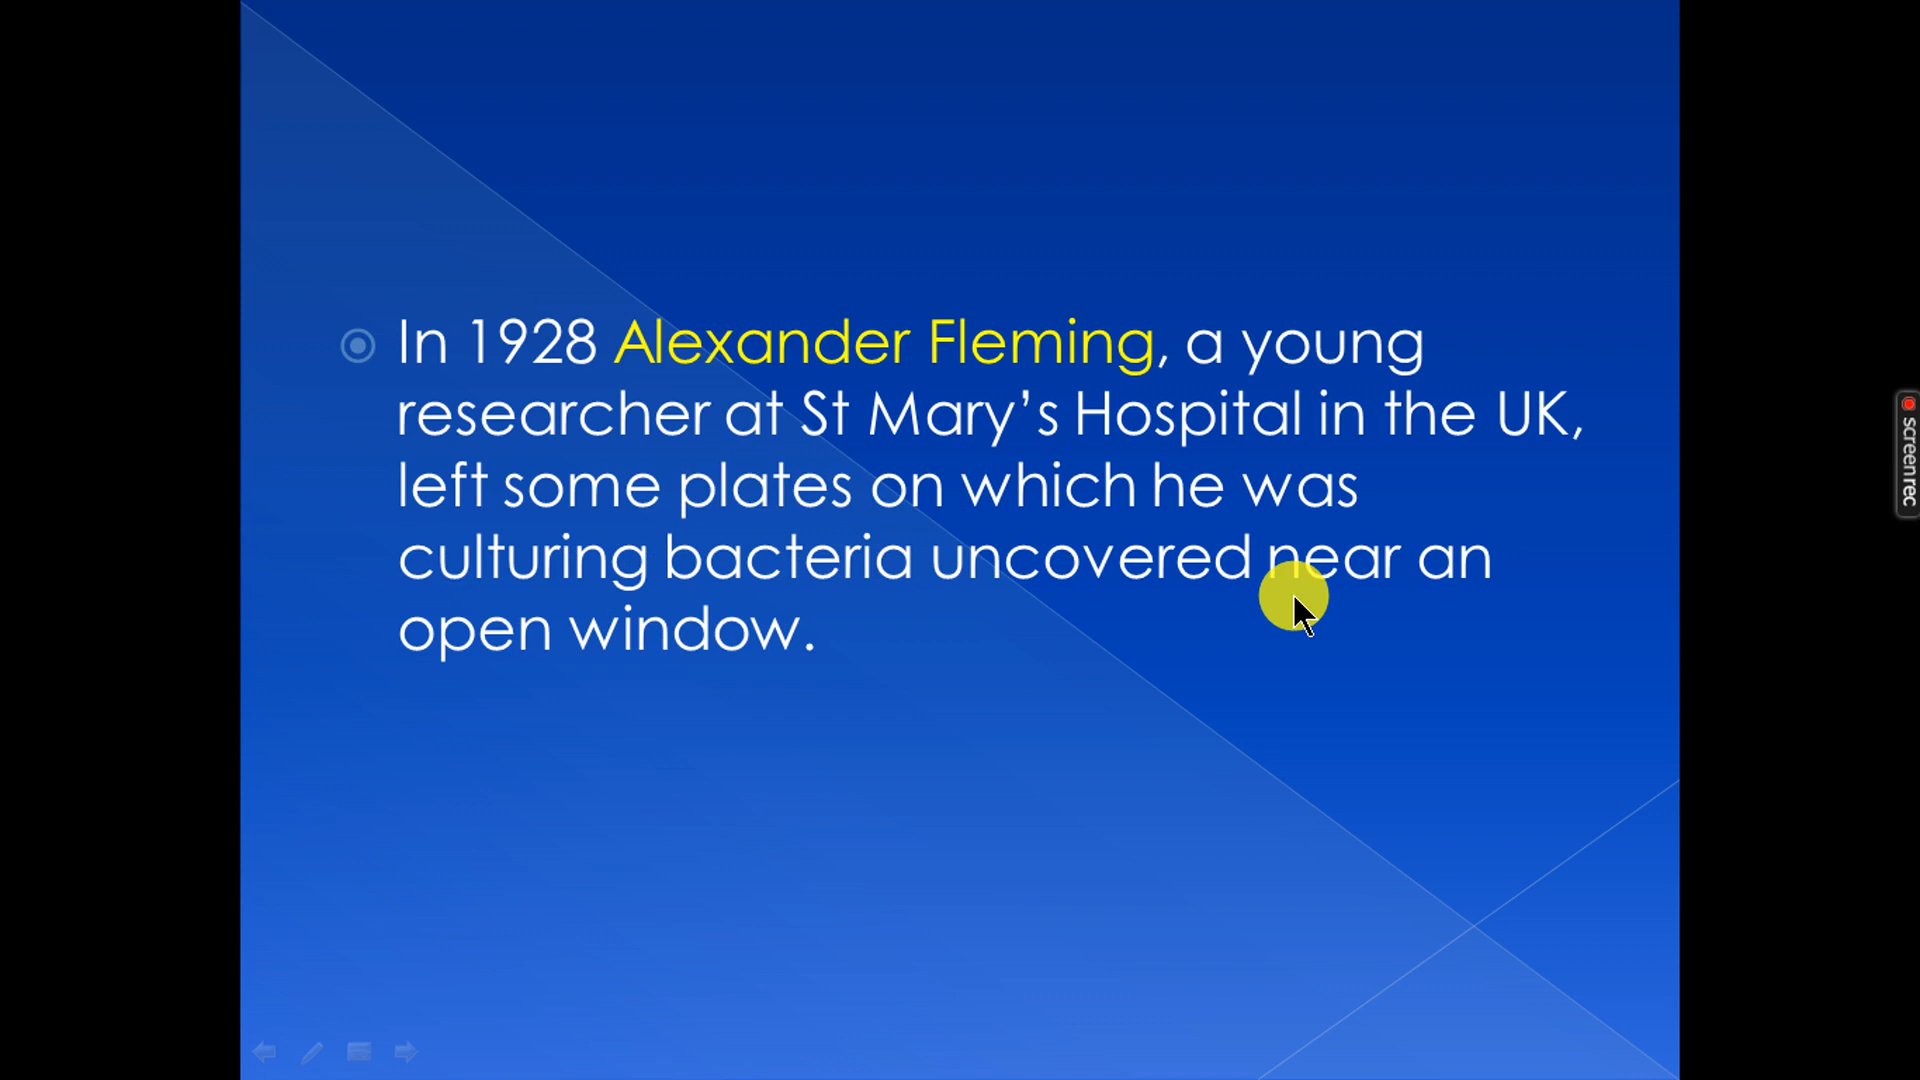 In 1928 Alexander Fleming, a young
researcher at St Mary’s Hospital in the UK,
left some plates on which he was
culturing bacteria uncovered near an
open window.
screenrec